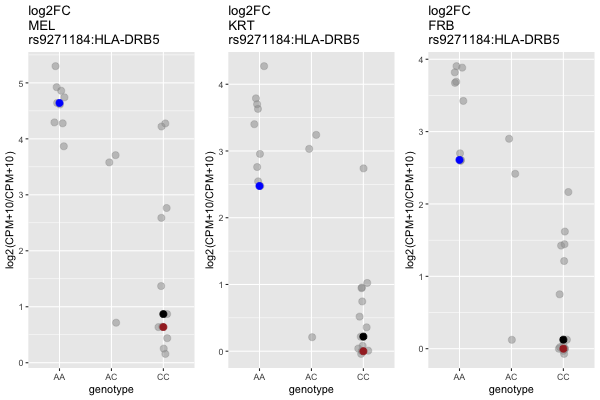 log2FC
MEL
rs9271184:HLA-DRB5
log2(CPM+10/CPM+10)
5
4
3
2
1
0
AA
AC
CC
genotype
log2FC
KRT
rs9271184:HLA-DRB5
log2(CPM+10/CPM+10)
4
3
2
1
0
AA
AC
CC
genotype
log2FC
FRB
rs9271184:HLA-DRB5
log2(CPM+10/CPM+10)
4
3
2
1
0
AA
AC
CC
genotype